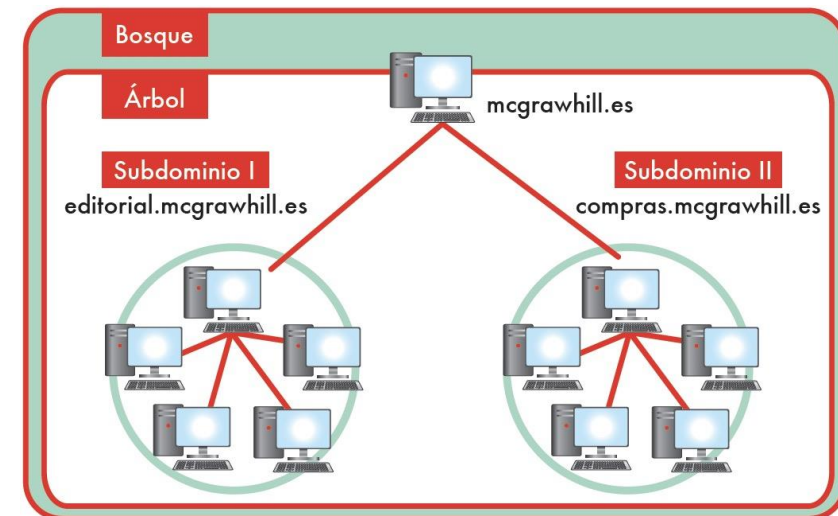 Bosque
Árbol
mcgrawhill.es
Subdominio I
editorial.mcgrawhill.es
Subdominio II
compras.mcgrawhill.es